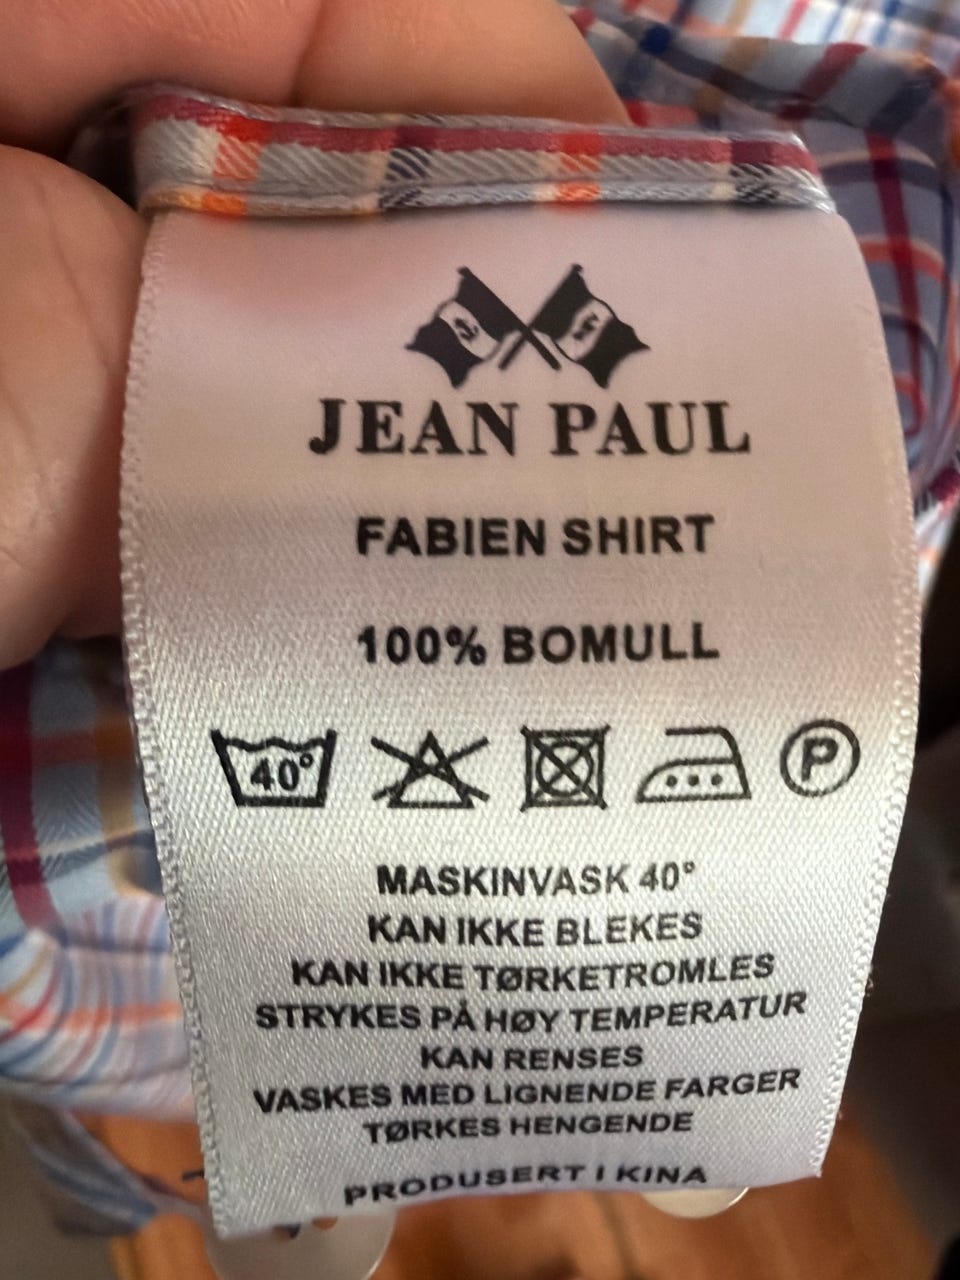 JEAN PAUL
FABIEN SHIRT
100% BOMULL
40° P
MASKINVASK 40°
KAN IKKE BLEKES
KAN IKKE TØRKETROMLES
STRYKES PÅ HØY TEMPERATUR
KAN RENSES
VASKES MED LIGNENDE FARGER
TØRKES HENGENDE
PRODUSERT I KINA